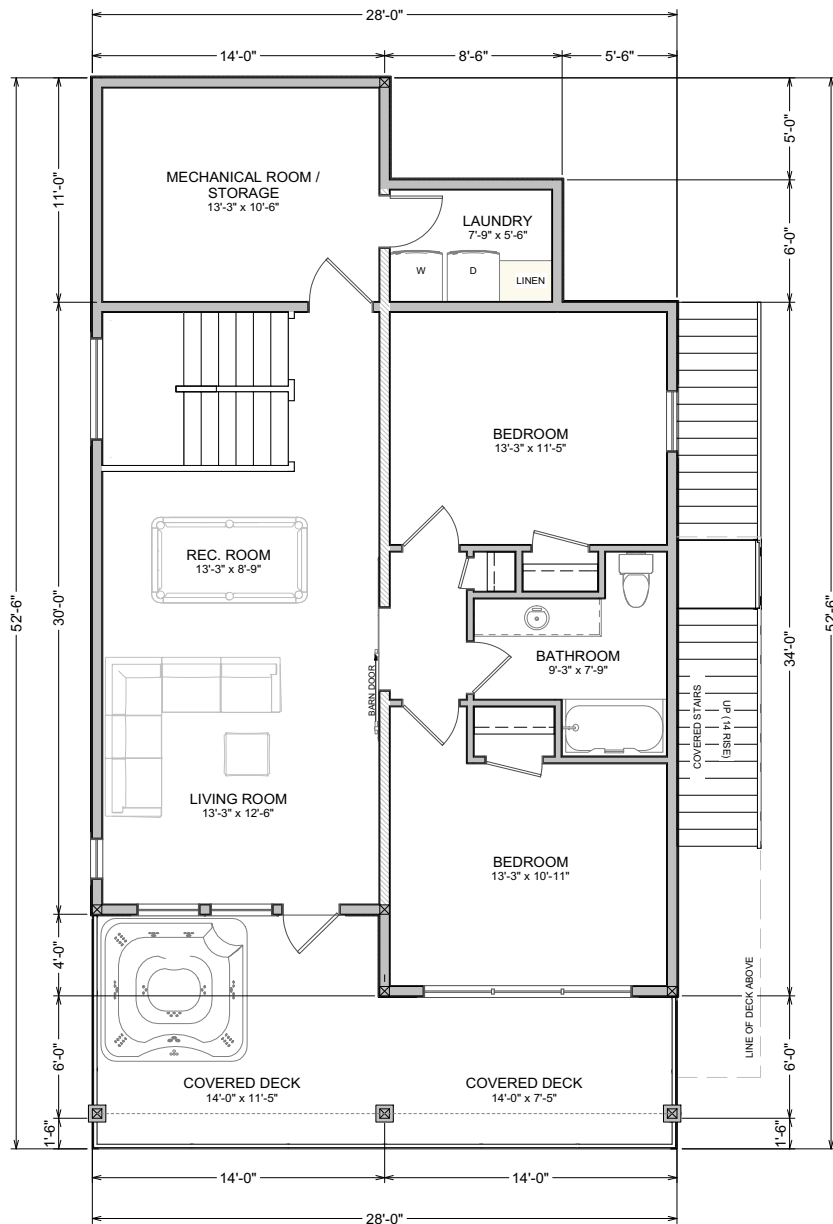 28'-0"
14'-0"
8'-6"
5'-6"
11'-0"
5'-0"
6'-0"
MECHANICAL ROOM /
STORAGE
13'-3" x 10'-6"
LAUNDRY
7'-9" x 5'-6"
W
D
LINEN
BEDROOM
13'-3" x 11'-5"
REC. ROOM
13'-3" x 8'-9"
52'-6"
30'-0"
34'-0"
52'-6"
BATHROOM
9'-3" x 7'-9"
BARN DOOR
COVERED STAIRS
UP (14 RISE)
LIVING ROOM
13'-3" x 12'-6"
BEDROOM
13'-3" x 10'-11"
4'-0"
LINE OF DECK ABOVE
6'-0"
6'-0"
COVERED DECK
14'-0" x 11'-5"
COVERED DECK
14'-0" x 7'-5"
1'-6"
1'-6"
14'-0"
14'-0"
28'-0"